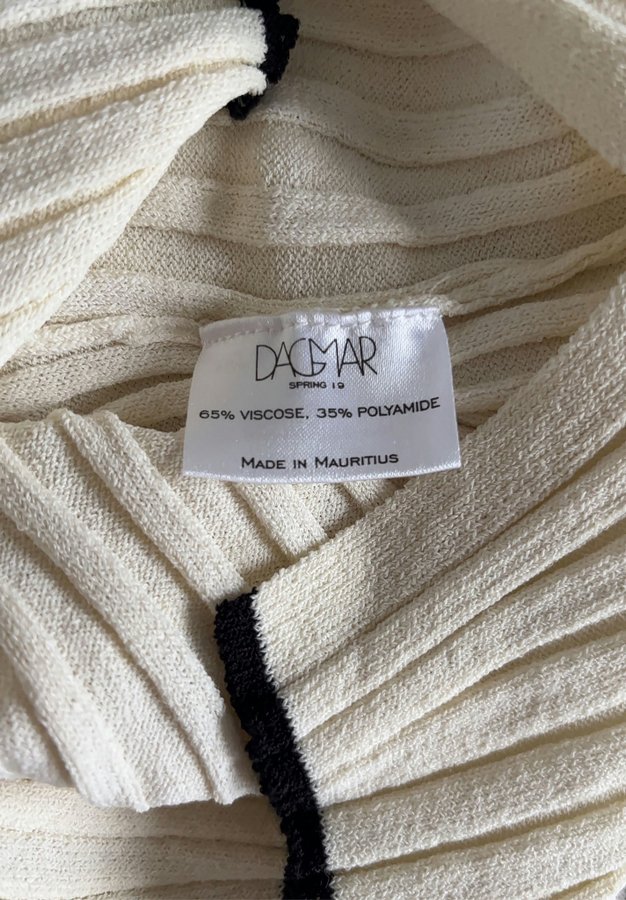 DAGMAR
SPRING 19
65% VISCOSE, 35% POLYAMIDE
MADE IN MAURITIUS